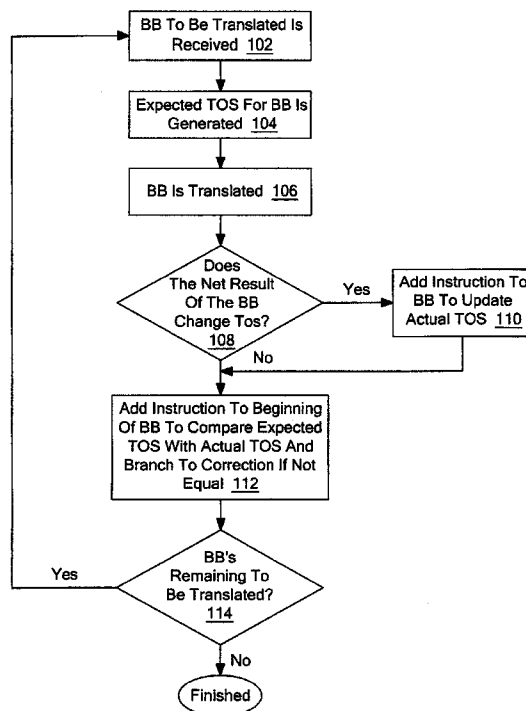 BB To Be Translated Is
Received 102
Expected TOS For BB Is
Generated 104
BB Is Translated 106
Does
The Net Result
Of The BB
Change Tos?
108
Yes
Add Instruction To
BB To Update
Actual TOS 110
No
Add Instruction To Beginning
Of BB To Compare Expected
TOS With Actual TOS And
Branch To Correction If Not
Equal 112
BB's
Remaining To
Be Translated?
114
Yes
No
Finished